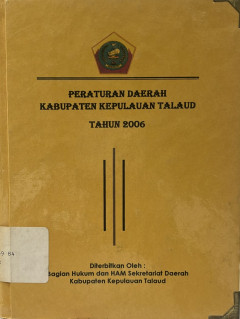 PERATURAN DAERAH
KABUPATEN KEPULAUAN TALAUD
TAHUN 2006
Diterbitkan Oleh :
Bagian Hukum dan HAM Sekretariat Daerah
Kabupaten Kepulauan Talaud